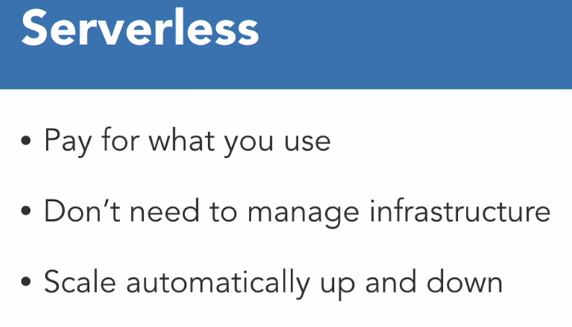 Serverless
• Pay for what you use
• Don’t need to manage infrastructure
• Scale automatically up and down